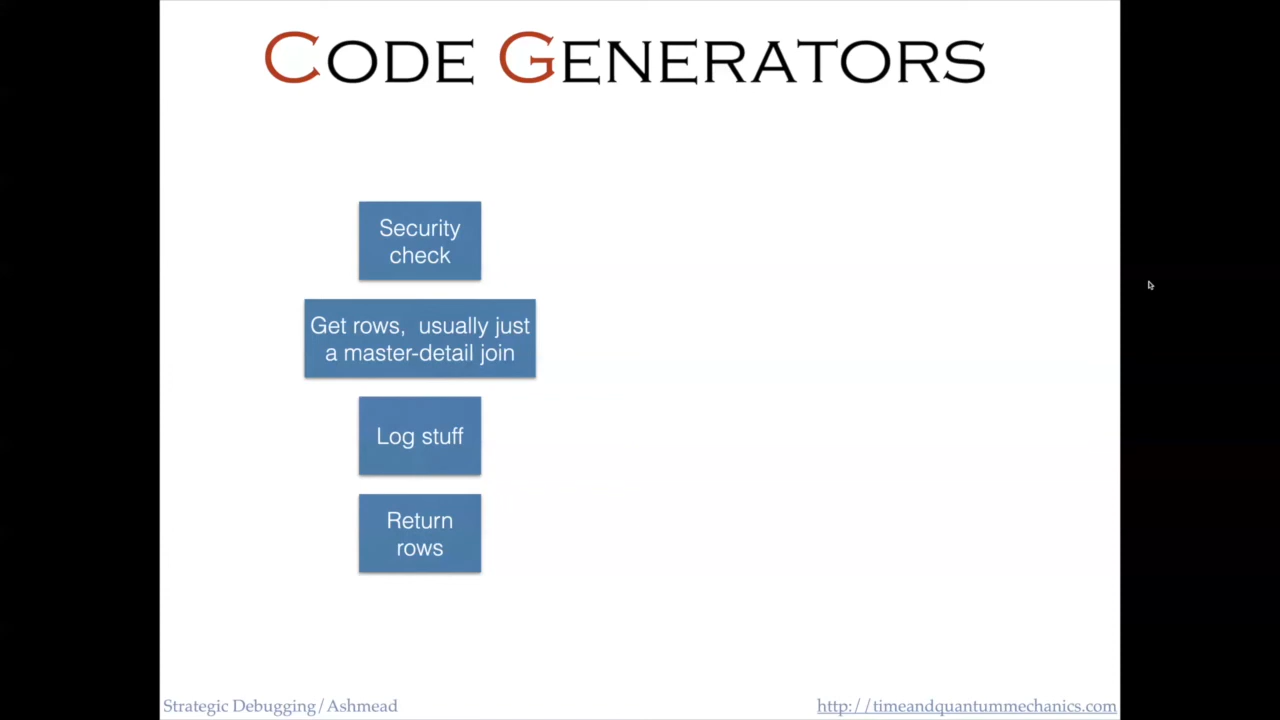 CODE GENERATORS
Security
check
Get rows, usually just
a master-detail join
Log stuff
Return
rows
Strategic Debugging/Ashmead
http://timeandquantummechanics.com